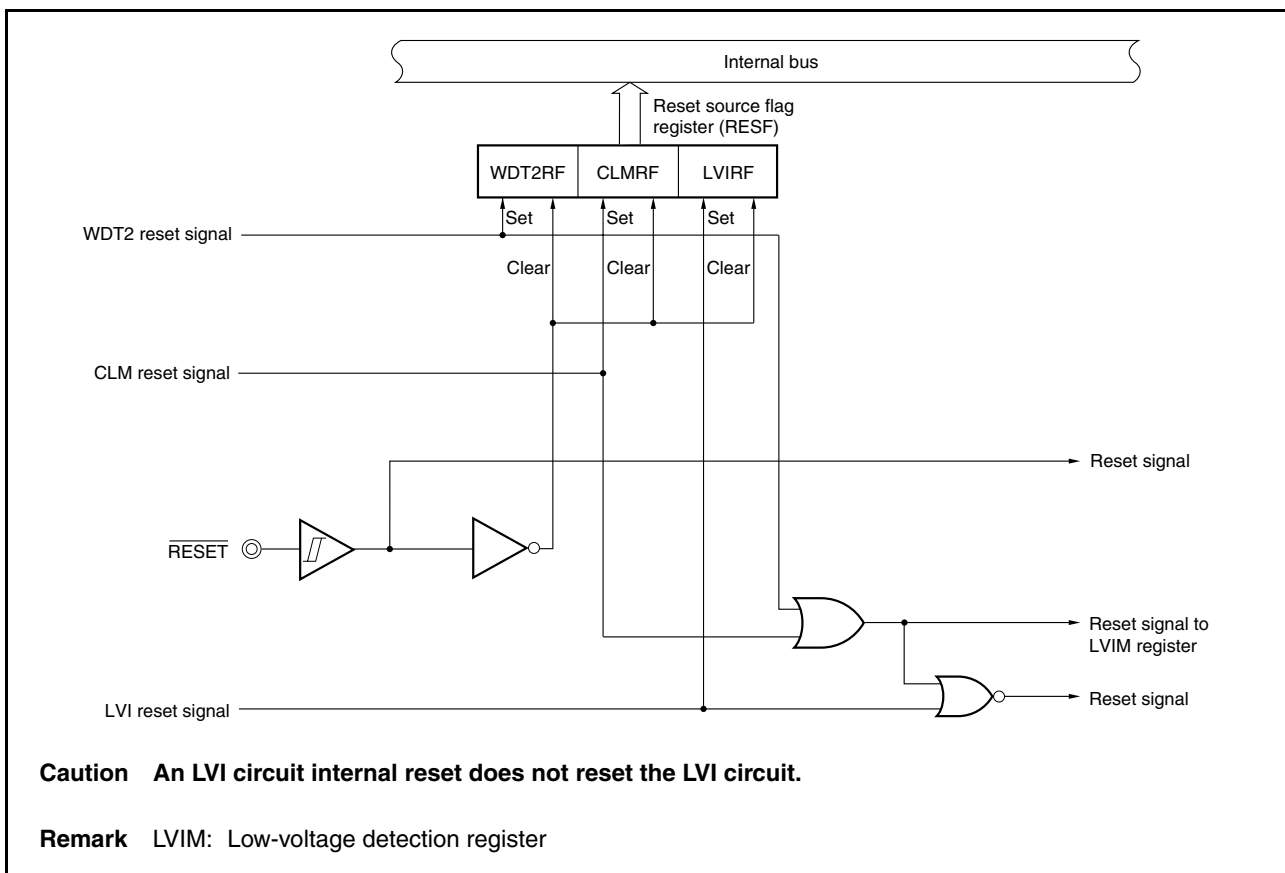 Internal bus
Reset source flag
register (RESF)
WDT2RF CLMRF LVIRF
Set Set Set
WDT2 reset signal
Clear Clear Clear
CLM reset signal
Reset signal
RESET
Reset signal to
LVIM register
Reset signal
LVI reset signal
Caution An LVI circuit internal reset does not reset the LVI circuit.
Remark LVIM: Low-voltage detection register